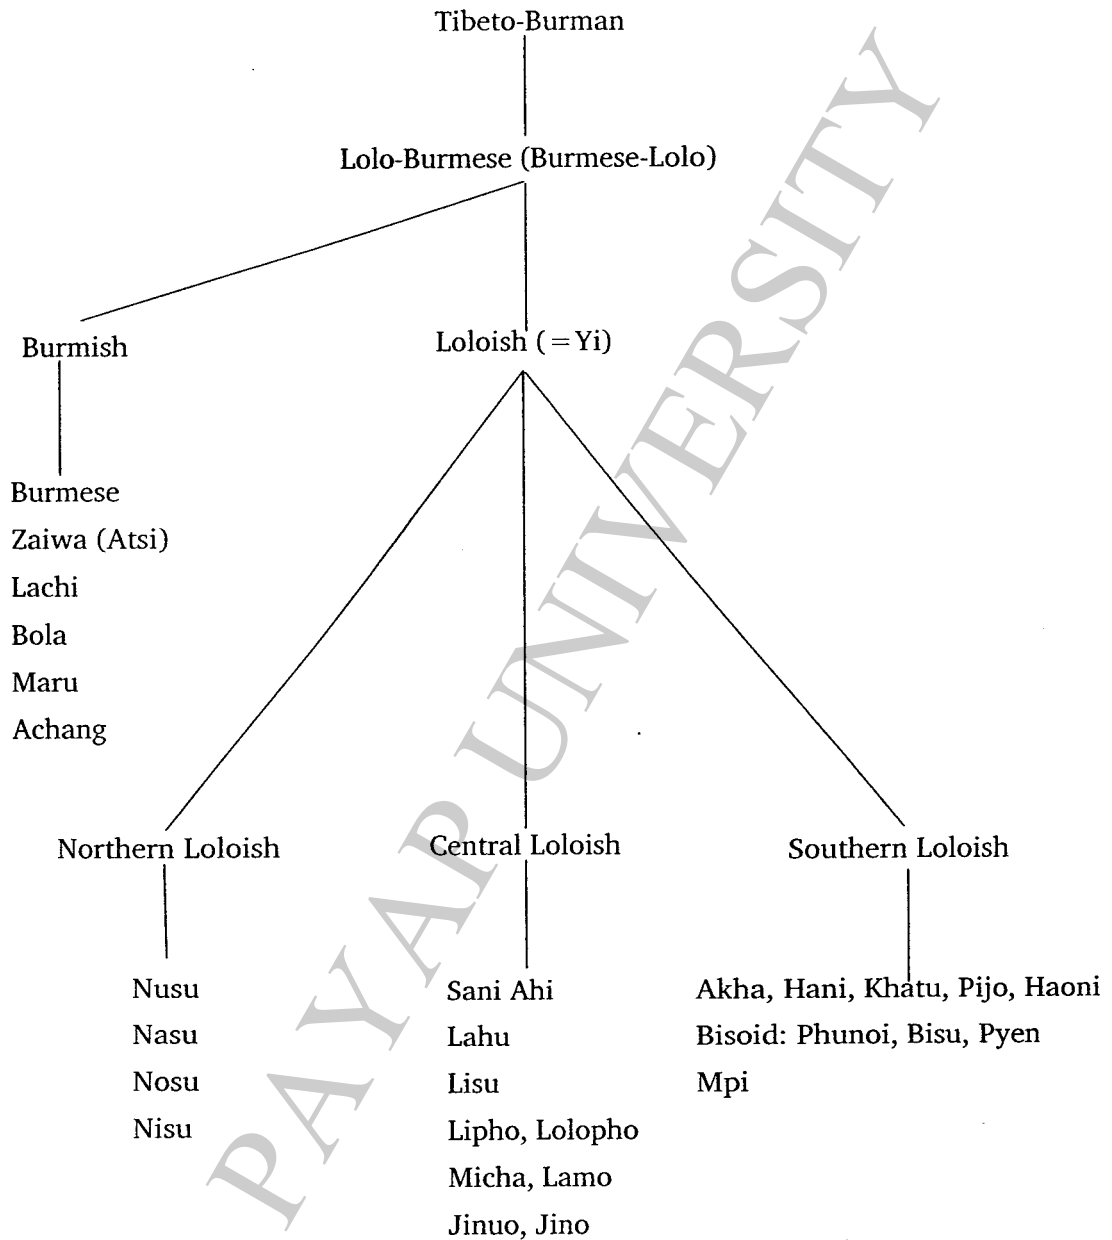 Tibeto-Burman
Lolo-Burmese (Burmese-Lolo)
Burmish
Loloish (=Yi)
Burmese
Zaiwa (Atsi)
Lachi
Bola
Maru
Achang
Northern Loloish
Central Loloish
Southern Loloish
Nusu
Nasu
Nosu
Nisu
Sani Ahi
Lahu
Lisu
Lipho, Lolopho
Micha, Lamo
Jinuo, Jino
Akha, Hani, Khatu, Pijo, Haoni
Bisoid: Phunoi, Bisu, Pyen
Mpi
PAYAP UNIVERSITY